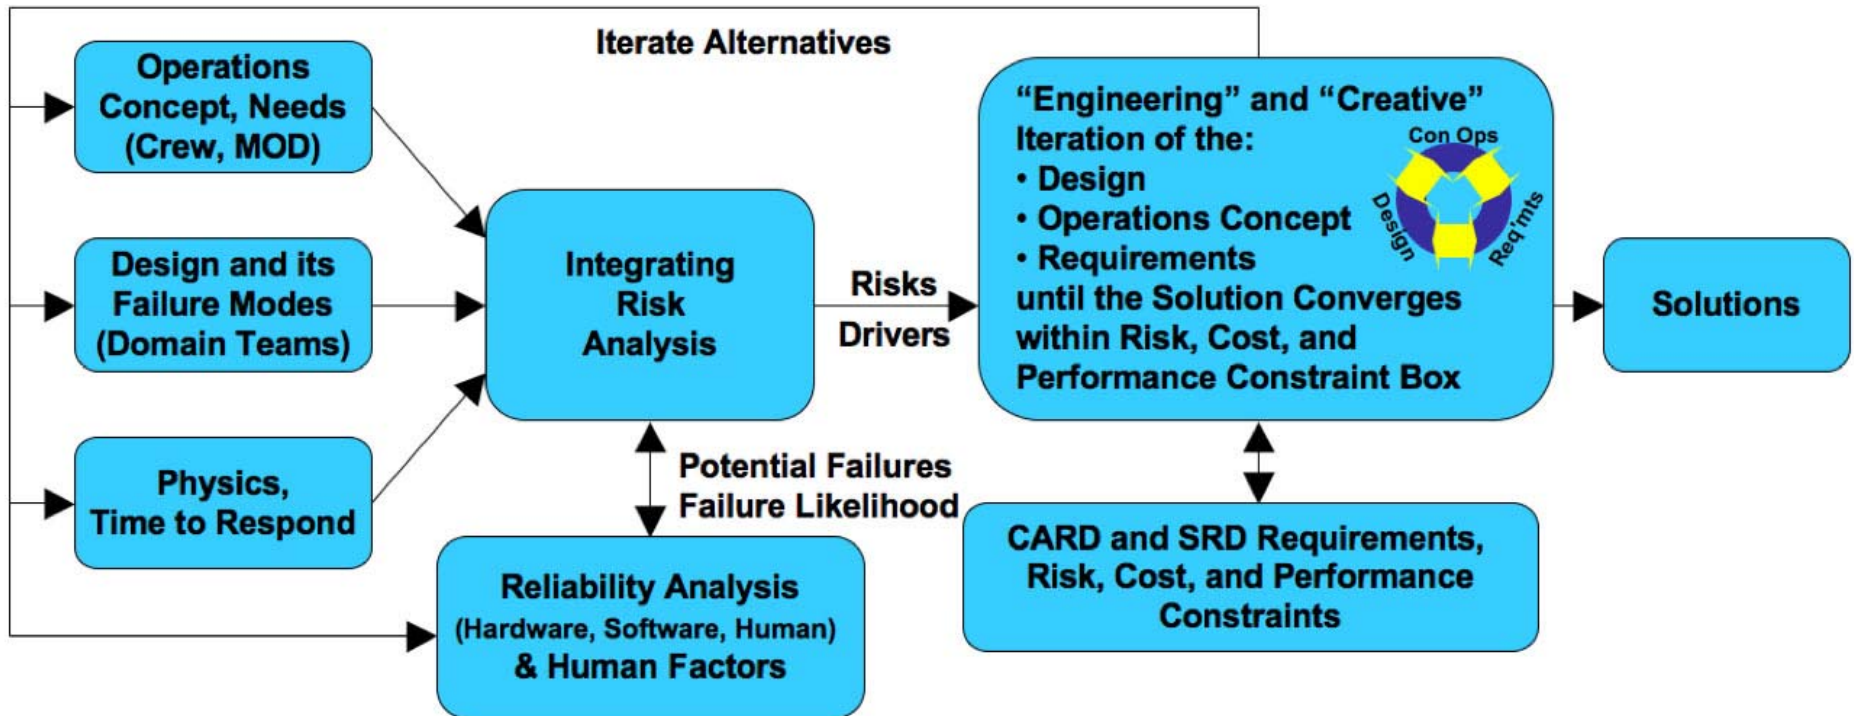 Iterate Alternatives
Operations
Concept, Needs
(Crew, MOD)
Design and its
Failure Modes
(Domain Teams)
Physics,
Time to Respond
Integrating
Risk
Analysis
Risks
Drivers
Potential Failures
Failure Likelihood
Reliability Analysis
(Hardware, Software, Human)
& Human Factors
“Engineering” and “Creative”
Iteration of the:
• Design
• Operations Concept
• Requirements
until the Solution Converges
within Risk, Cost, and
Performance Constraint Box
Con Ops
Design
Req'mts
CARD and SRD Requirements,
Risk, Cost, and Performance
Constraints
Solutions